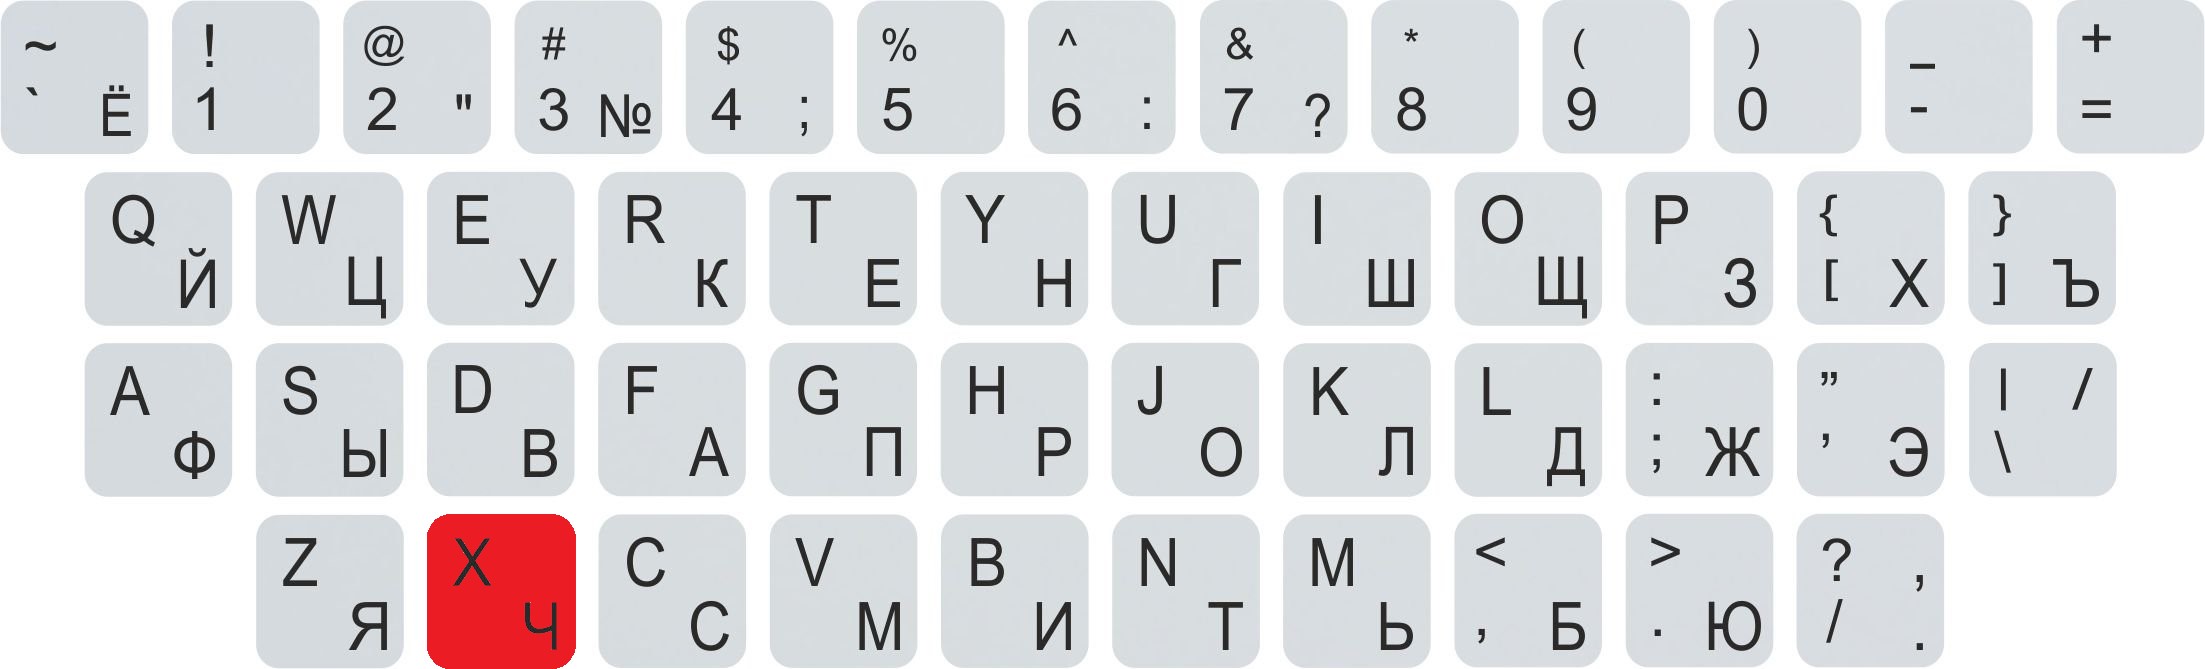 ~ ! @ # $ % ^ & * ( ) _ +
` Ё 1 2 " 3 № 4 ; 5 6 : 7 ? 8 9 0 - =
Q W E R T Y U I O P { }
Й Ц У К Е Н Г Ш Щ З [ Х ] Ъ
A S D F G H J K L : ” | /
Ф Ы В А П Р О Л Д ; Ж ’ Э \
Z X C V B N M < > ? ,
Я Ч С М И Т Ь , Б . Ю / .